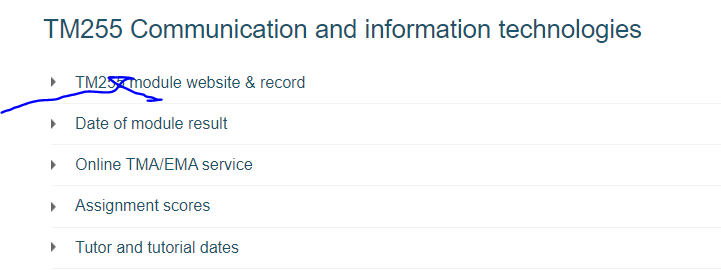 TM255 Communication and information technologies
TM255 module website & record
Date of module result
Online TMA/EMA service
Assignment scores
Tutor and tutorial dates